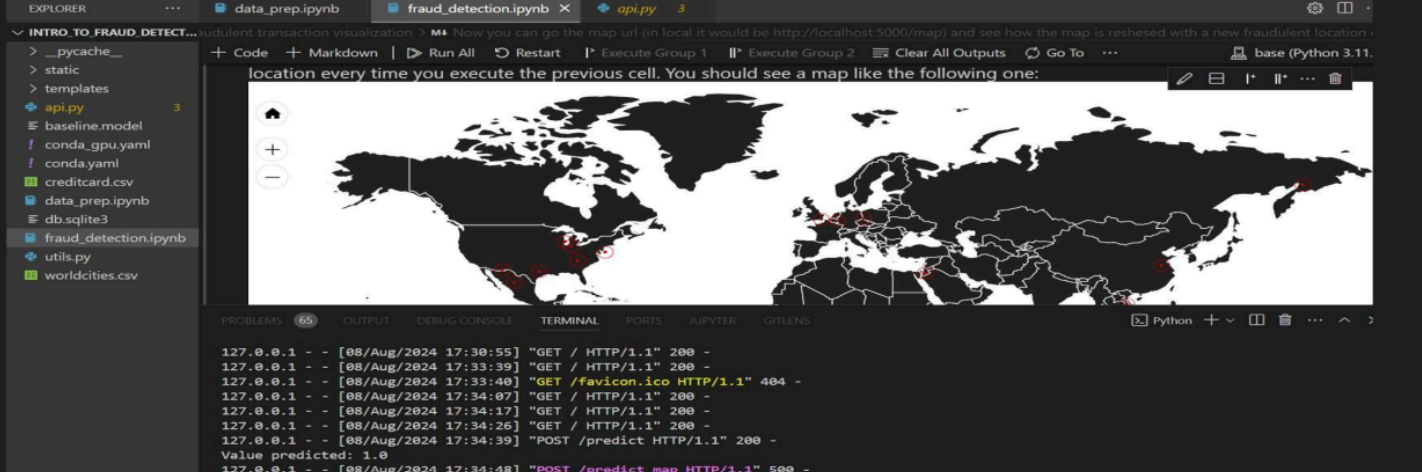 EXPLORER ...
data_prep.ipynb
fraud_detection.ipynb
api.py 3
INTRO_TO_FRAUD_DETECT...
audulent transaction visualization > M↓ Now you can go the map url (in local it would be http://localhost:5000/map) and see how the map is reshesed with a new fraudulent location
+ Code + Markdown | Run All Restart Execute Group 1 Execute Group 2 Clear All Outputs Go To ... base (Python 3.11.
location every time you execute the previous cell. You should see a map like the following one:
> __pycache__
> static
> templates
api.py 3
baseline.model
! conda_gpu.yaml
! conda.yaml
creditcard.csv
data_prep.ipynb
db.sqlite3
fraud_detection.ipynb
utils.py
worldcities.csv
PROBLEMS 65 OUTPUT DEBUG CONSOLE TERMINAL PORTS JUPYTER GITLENS
Python
127.0.0.1 - - [08/Aug/2024 17:30:55] "GET / HTTP/1.1" 200 -
127.0.0.1 - - [08/Aug/2024 17:33:39] "GET / HTTP/1.1" 200 -
127.0.0.1 - - [08/Aug/2024 17:33:40] "GET /favicon.ico HTTP/1.1" 404 -
127.0.0.1 - - [08/Aug/2024 17:34:07] "GET / HTTP/1.1" 200 -
127.0.0.1 - - [08/Aug/2024 17:34:17] "GET / HTTP/1.1" 200 -
127.0.0.1 - - [08/Aug/2024 17:34:26] "GET / HTTP/1.1" 200 -
127.0.0.1 - - [08/Aug/2024 17:34:39] "POST /predict HTTP/1.1" 200 -
Value predicted: 1.0
127.0.0.1 - - [08/Aug/2024 17:34:48] "POST /predict_map HTTP/1.1" 500 -